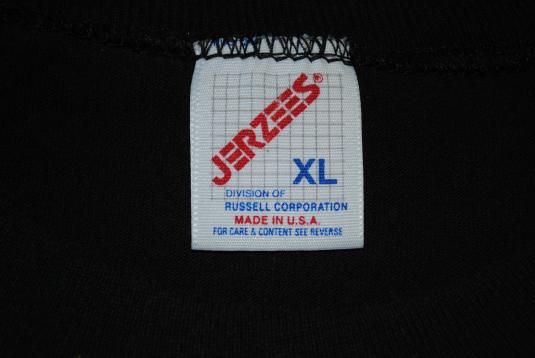 JERZEES®
XL
DIVISION OF
RUSSELL CORPORATION
MADE IN U.S.A.
FOR CARE & CONTENT SEE REVERSE